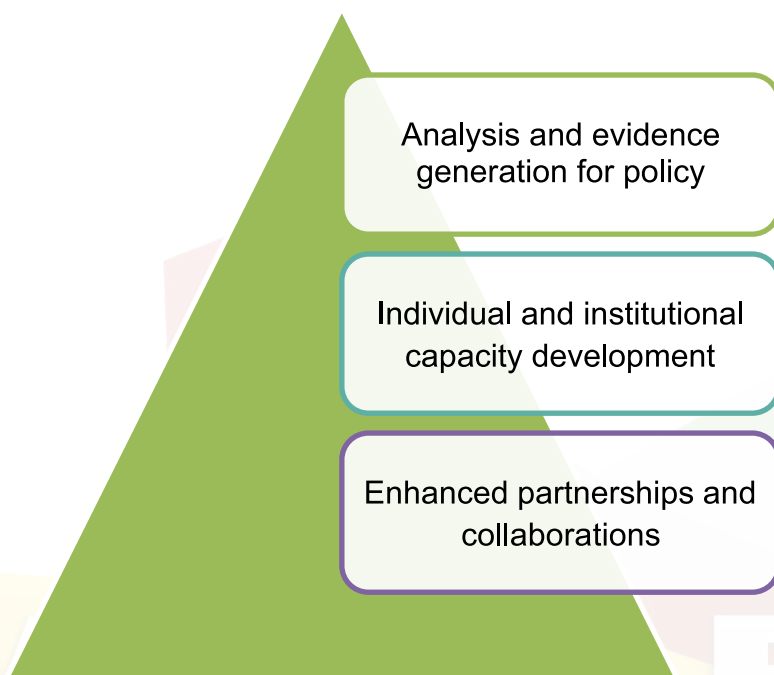 Analysis and evidence
generation for policy
Individual and institutional
capacity development
Enhanced partnerships and
collaborations